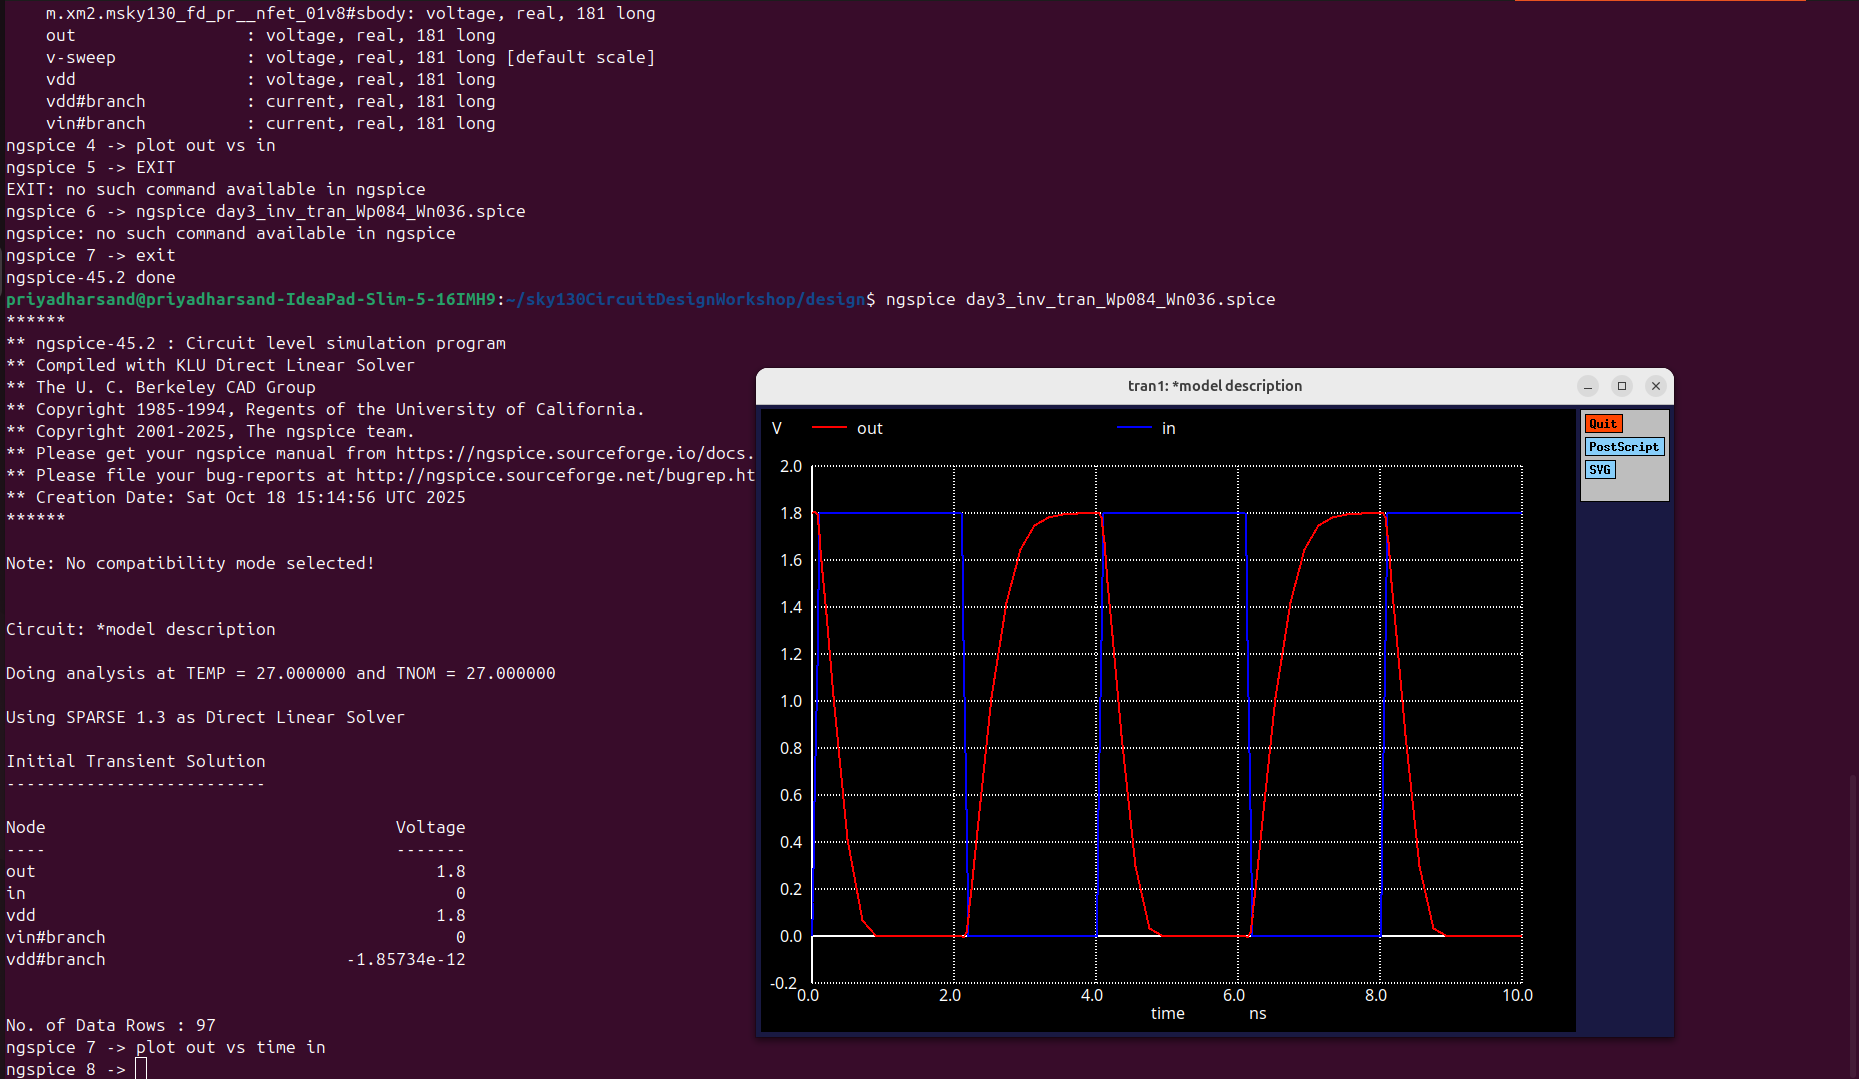 m.xm2.msky130_fd_pr__nfet_01v8#sbody: voltage, real, 181 long
out : voltage, real, 181 long
v-sweep : voltage, real, 181 long [default scale]
vdd : voltage, real, 181 long
vdd#branch : current, real, 181 long
vin#branch : current, real, 181 long
ngspice 4 -> plot out vs in
ngspice 5 -> EXIT
EXIT: no such command available in ngspice
ngspice 6 -> ngspice day3_inv_tran_Wp084_Wn036.spice
ngspice: no such command available in ngspice
ngspice 7 -> exit
ngspice-45.2 done
priyadharsand@priyadharsand-IdeaPad-Slim-5-16IMH9:~/sky130CircuitDesignWorkshop/design$ ngspice day3_inv_tran_Wp084_Wn036.spice
******
** ngspice-45.2 : Circuit level simulation program
** Compiled with KLU Direct Linear Solver
** The U. C. Berkeley CAD Group
** Copyright 1985-1994, Regents of the University of California.
** Copyright 2001-2025, The ngspice team.
** Please get your ngspice manual from https://ngspice.sourceforge.io/docs.
** Please file your bug-reports at http://ngspice.sourceforge.net/bugrep.ht
** Creation Date: Sat Oct 18 15:14:56 UTC 2025
******
Note: No compatibility mode selected!
Circuit: *model description
Doing analysis at TEMP = 27.000000 and TNOM = 27.000000
Using SPARSE 1.3 as Direct Linear Solver
Initial Transient Solution
--------------------------
Node Voltage
---- -------
out 1.8
in 0
vdd 1.8
vin#branch 0
vdd#branch -1.85734e-12
No. of Data Rows : 97
ngspice 7 -> plot out vs time in
ngspice 8 ->
tran1: *model description
V out in
Quit
PostScript
SVG
2.0
1.8
1.6
1.4
1.2
1.0
0.8
0.6
0.4
0.2
0.0
-0.2
0.0 2.0 4.0 6.0 8.0 10.0
time ns